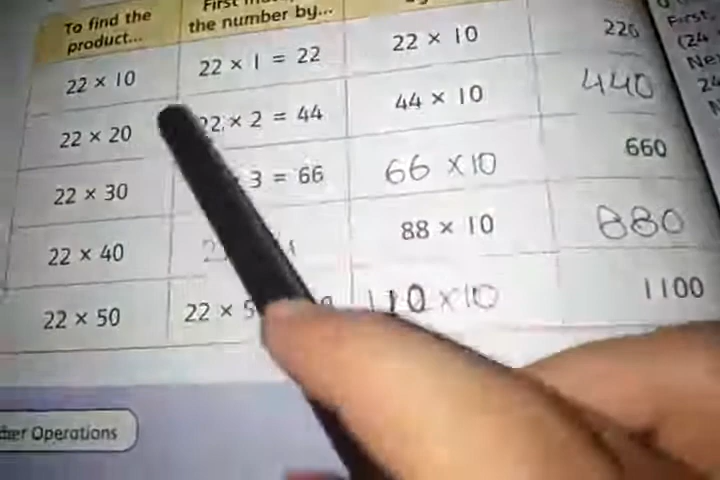 To find the
product...
the number by...
22 × 10
22 × 1 = 22
22 × 10
220
22 × 20
22 × 2 = 44
44 × 10
440
22 × 30
3 = 66
66 × 10
660
22 × 40
88 × 10
880
22 × 50
22 × 5
110 × 10
1100
First,
(24
24
Operations